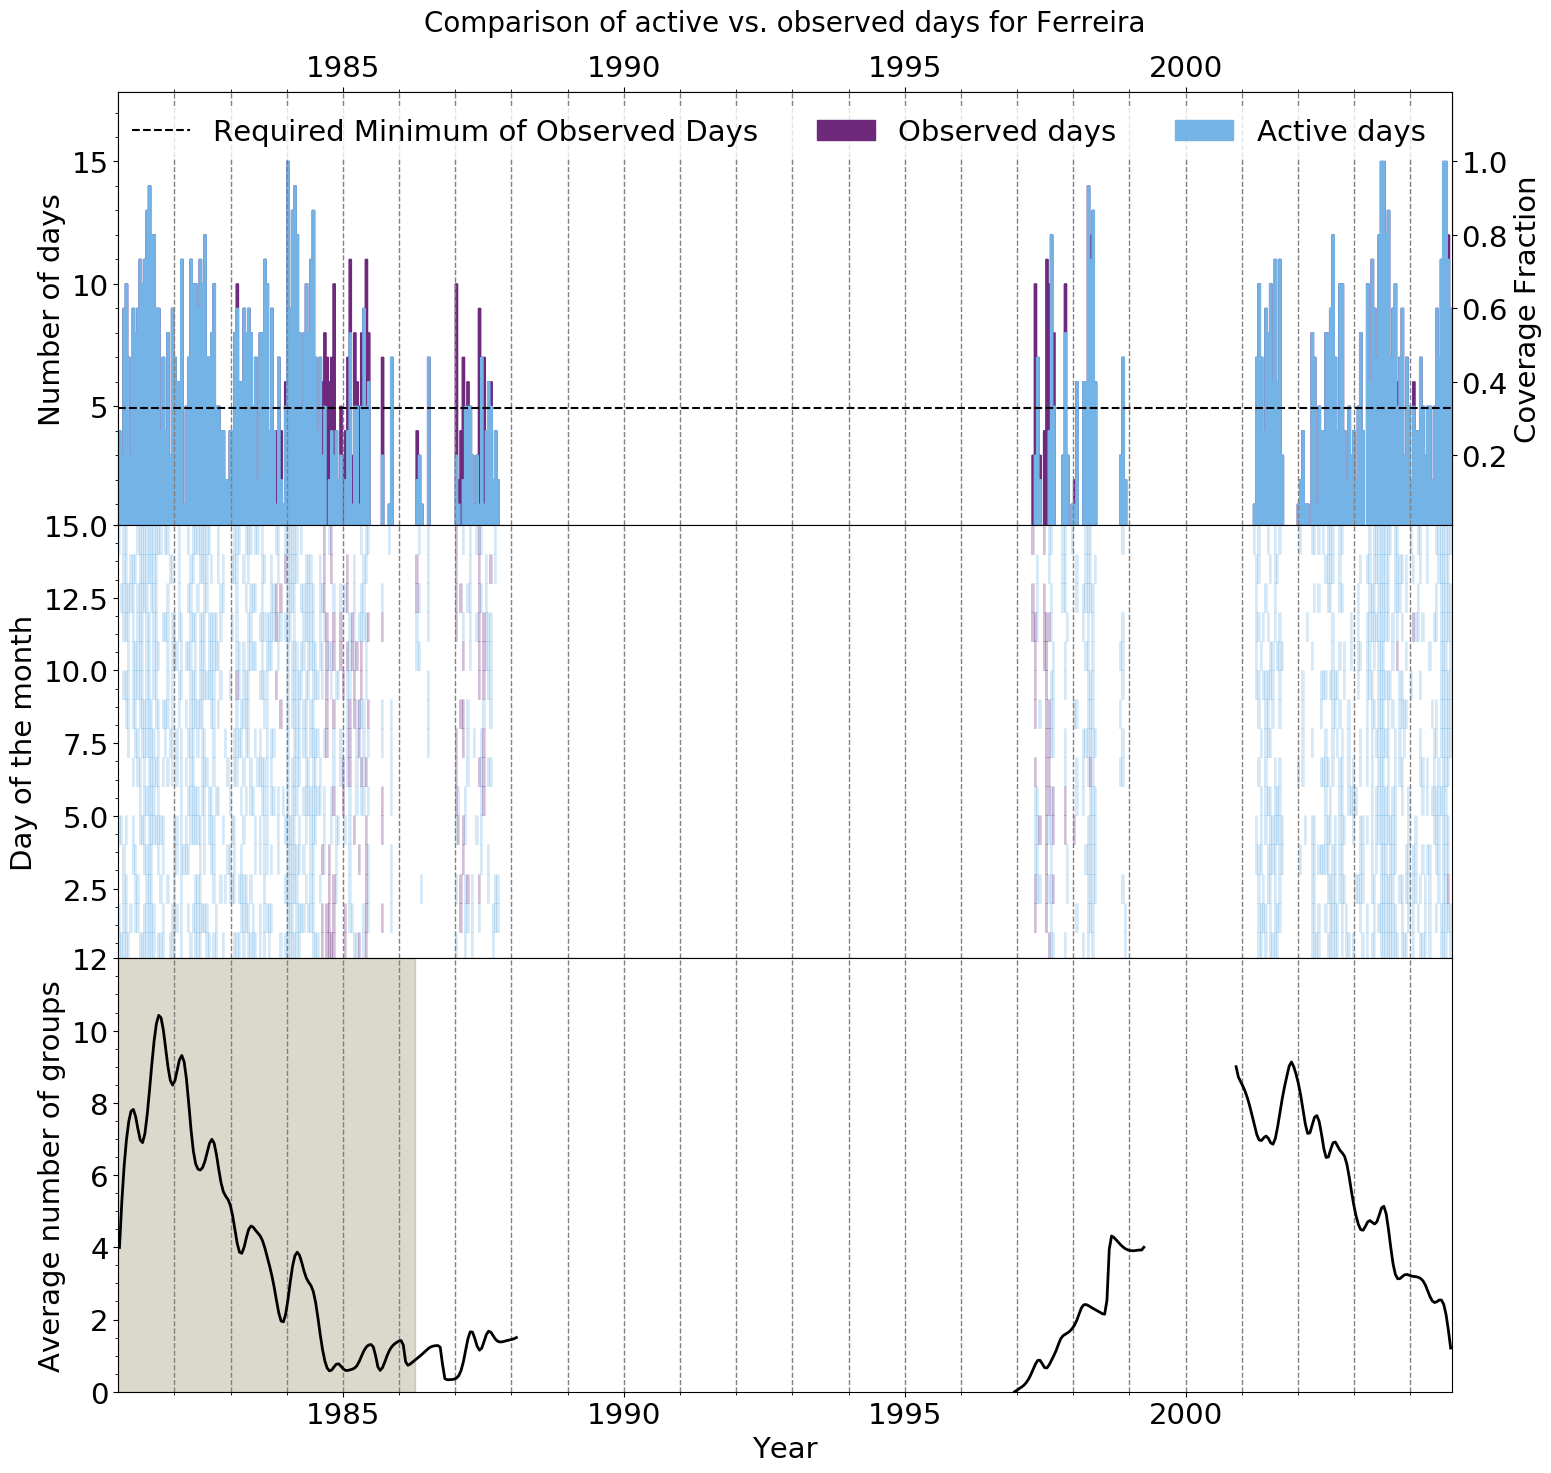 Comparison of active vs. observed days for Ferreira
1985 1990 1995 2000
Required Minimum of Observed Days Observed days Active days
Number of days
15
10
5
Coverage Fraction
1.0
0.8
0.6
0.4
0.2
Day of the month
15.0
12.5
10.0
7.5
5.0
2.5
Average number of groups
12
10
8
6
4
2
0
1985 1990 1995 2000
Year